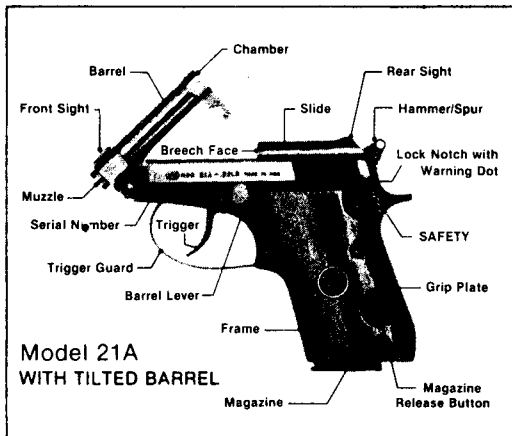 Chamber
Barrel
Rear Sight
Front Sight
Slide
Hammer/Spur
Breech Face
Lock Notch with
Warning Dot
Muzzle
Serial Number
Trigger
SAFETY
Trigger Guard
Barrel Lever
Grip Plate
Frame
Model 21A
WITH TILTED BARREL
Magazine
Magazine
Release Button